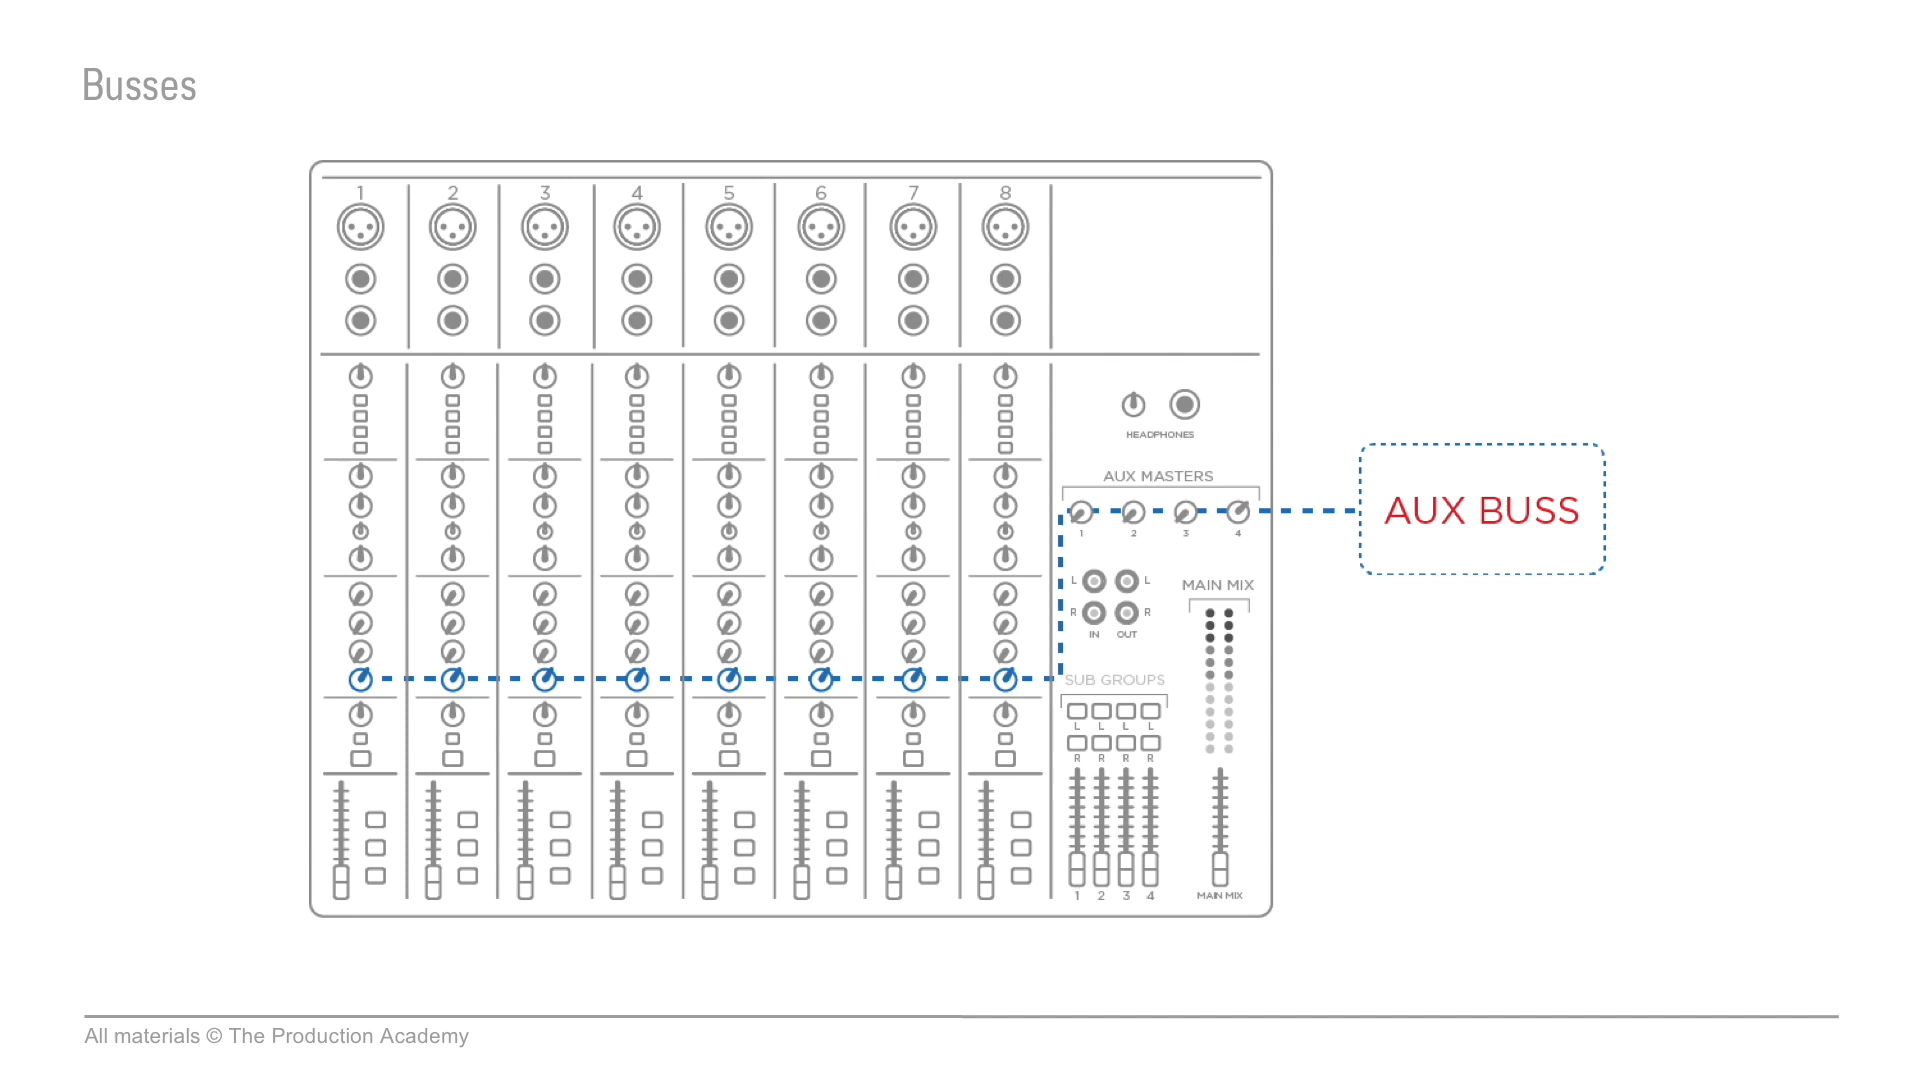 Busses
1 2 3 4 5 6 7 8
HEADPHONES
AUX MASTERS
1 2 3 4
AUX BUSS
L L
MAIN MIX
R R
IN OUT
SUB GROUPS
L L L L
R R R R
1 2 3 4
MAIN MIX
All materials © The Production Academy